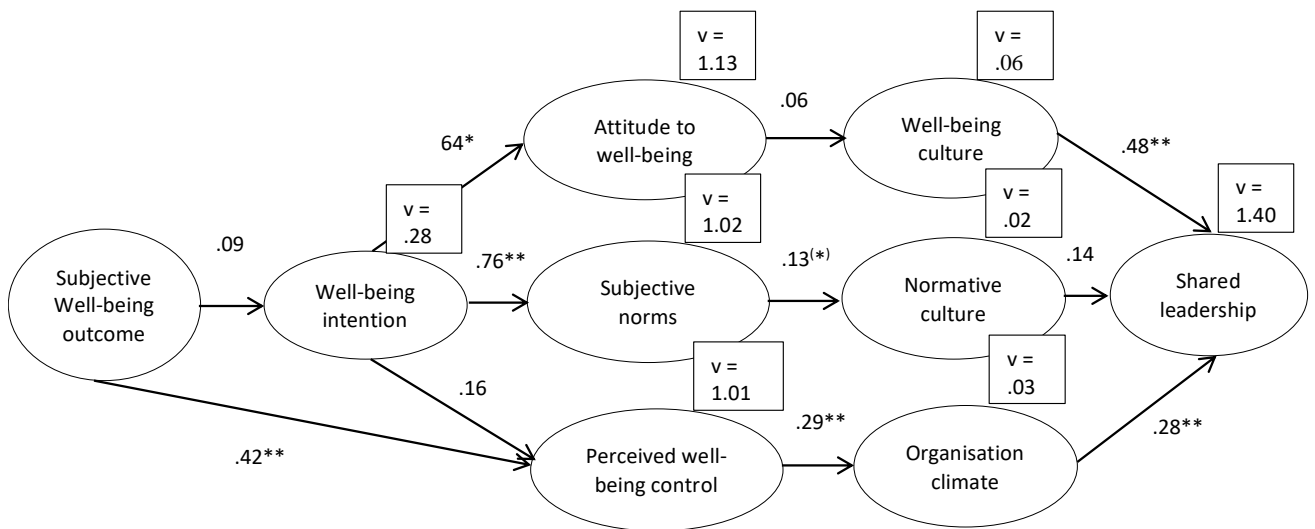 v =
1.13
v =
.06
.06
Attitude to
well-being
Well-being
culture
64*
.48**
v =
.28
v =
1.02
v =
.02
v =
1.40
.09
.76**
.13(*)
.14
Subjective
Well-being
outcome
Well-being
intention
Subjective
norms
Normative
culture
Shared
leadership
v =
1.01
v =
.03
.16
.29**
.28**
.42**
Perceived well-
being control
Organisation
climate